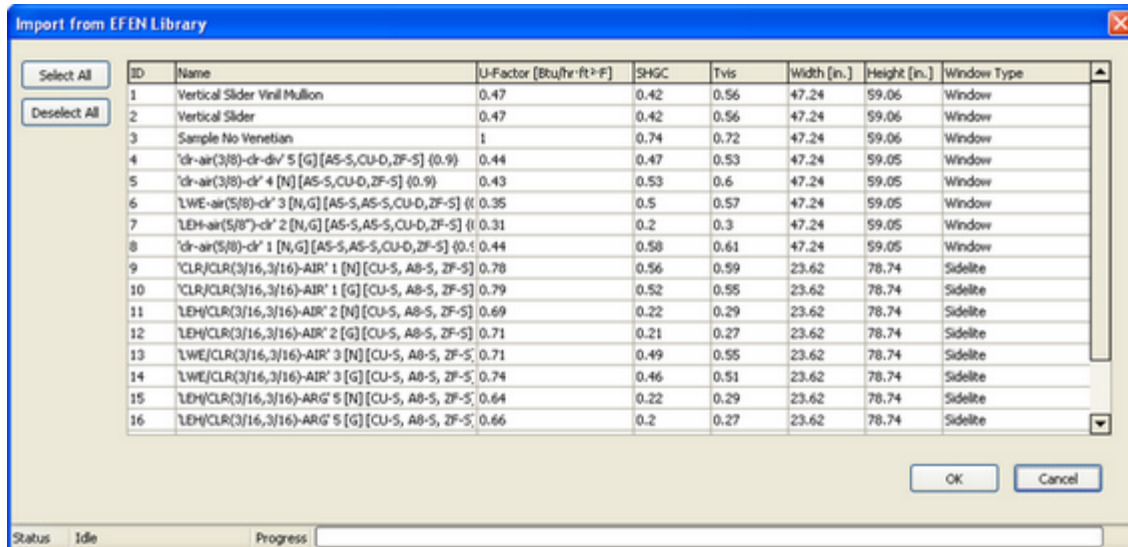 Import from EFEN Library
Select All
Deselect All
ID Name U-Factor [Btu/hr·ft²·F] SHGC Tvis Width [in.] Height [in.] Window Type
1 Vertical Slider Vinil Mullion 0.47 0.42 0.56 47.24 59.06 Window
2 Vertical Slider 0.47 0.42 0.56 47.24 59.06 Window
3 Sample No Venetian 1 0.74 0.72 47.24 59.06 Window
4 'clr-air(3/8)-clr-div' 5 [G] [A5-S,CU-D,ZF-S] {0.9} 0.44 0.47 0.53 47.24 59.05 Window
5 'clr-air(3/8)-clr' 4 [N] [A5-S,CU-D,ZF-S] {0.9} 0.43 0.53 0.6 47.24 59.05 Window
6 'LWE-air(5/8)-clr' 3 [N,G] [A5-S,A5-S,CU-D,ZF-S] {0 0.35 0.5 0.57 47.24 59.05 Window
7 'LEH-air(5/8")-clr' 2 [N,G] [A5-S,A5-S,CU-D,ZF-S] {0 0.31 0.2 0.3 47.24 59.05 Window
8 'clr-air(5/8)-clr' 1 [N,G] [A5-S,A5-S,CU-D,ZF-S] {0.9 0.44 0.58 0.61 47.24 59.05 Window
9 'CLR/CLR(3/16,3/16)-AIR' 1 [N] [CU-S, A8-S, ZF-S] 0.78 0.56 0.59 23.62 78.74 Sidelite
10 'CLR/CLR(3/16,3/16)-AIR' 1 [G] [CU-S, A8-S, ZF-S] 0.79 0.52 0.55 23.62 78.74 Sidelite
11 'LEH/CLR(3/16,3/16)-AIR' 2 [N] [CU-S, A8-S, ZF-S] 0.69 0.22 0.29 23.62 78.74 Sidelite
12 'LEH/CLR(3/16,3/16)-AIR' 2 [G] [CU-S, A8-S, ZF-S] 0.71 0.21 0.27 23.62 78.74 Sidelite
13 'LWE/CLR(3/16,3/16)-AIR' 3 [N] [CU-S, A8-S, ZF-S 0.71 0.49 0.55 23.62 78.74 Sidelite
14 'LWE/CLR(3/16,3/16)-AIR' 3 [G] [CU-S, A8-S, ZF-S 0.74 0.46 0.51 23.62 78.74 Sidelite
15 'LEH/CLR(3/16,3/16)-ARG' 5 [N] [CU-S, A8-S, ZF-S 0.64 0.22 0.29 23.62 78.74 Sidelite
16 'LEH/CLR(3/16,3/16)-ARG' 5 [G] [CU-S, A8-S, ZF-S 0.66 0.2 0.27 23.62 78.74 Sidelite
OK Cancel
Status Idle Progress